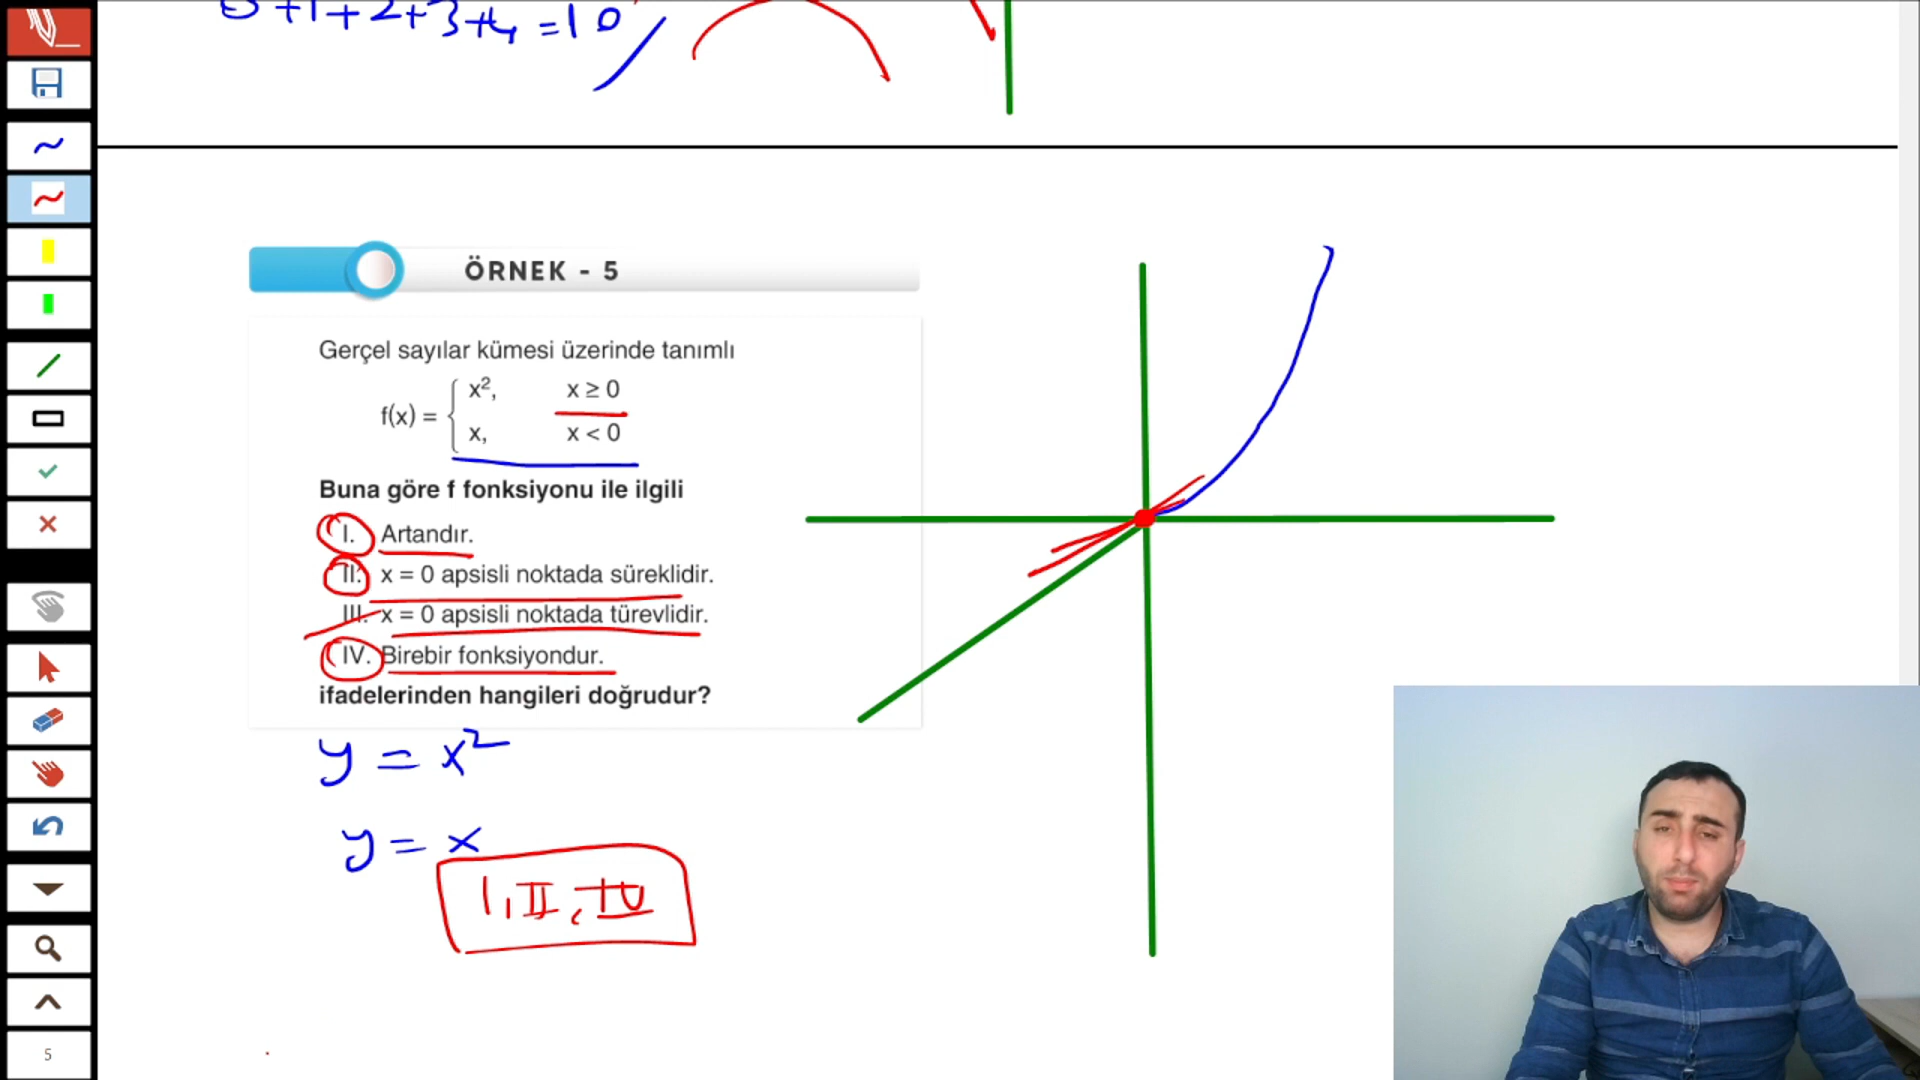 +1+2+3+4=10
ÖRNEK - 5
Gerçel sayılar kümesi üzerinde tanımlı
f(x) = { x², x ≥ 0
x, x < 0
Buna göre f fonksiyonu ile ilgili
I. Artandır.
II. x = 0 apsisli noktada süreklidir.
III. x = 0 apsisli noktada türevlidir.
IV. Birebir fonksiyondur.
ifadelerinden hangileri doğrudur?
y = x²
y = x
I, II, IV
5